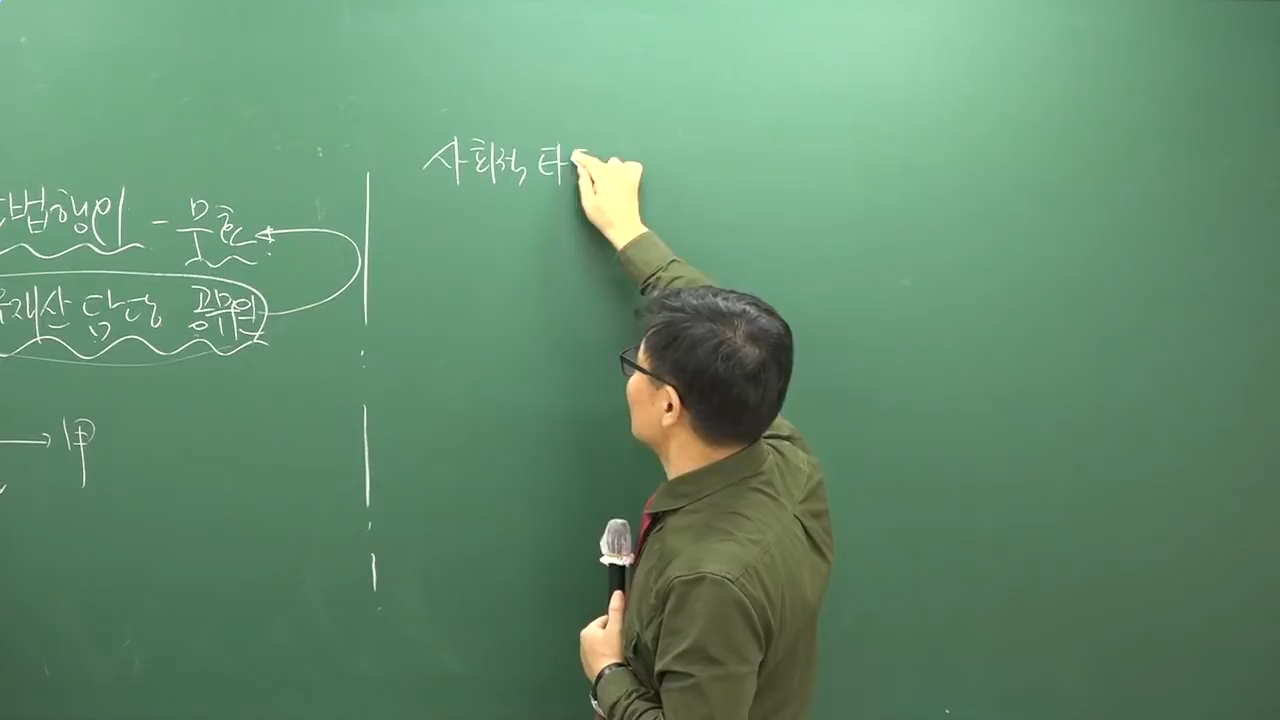 법행위 - 무효
재산 담당 공무원
→ 甲
사회적 타